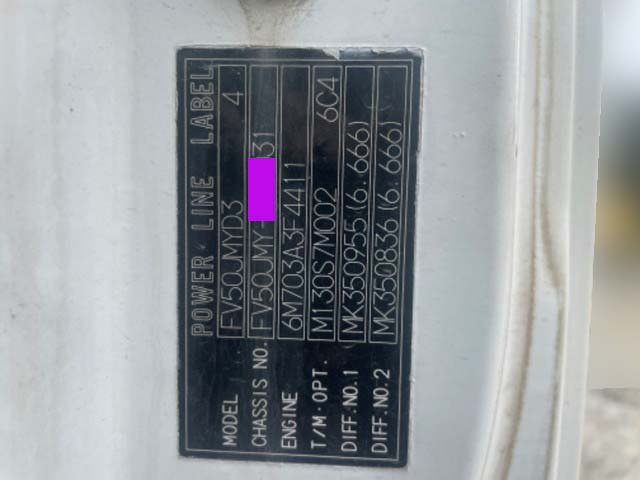 POWER LINE LABEL
MODEL FV50JMYD3 4
CHASSIS NO. FV50JMY- 31
ENGINE 6M703A3F4411
T/M·OPT. M130S7M002 6C4
DIFF.NO.1 MK350955(6.666)
DIFF.NO.2 MK350836(6.666)